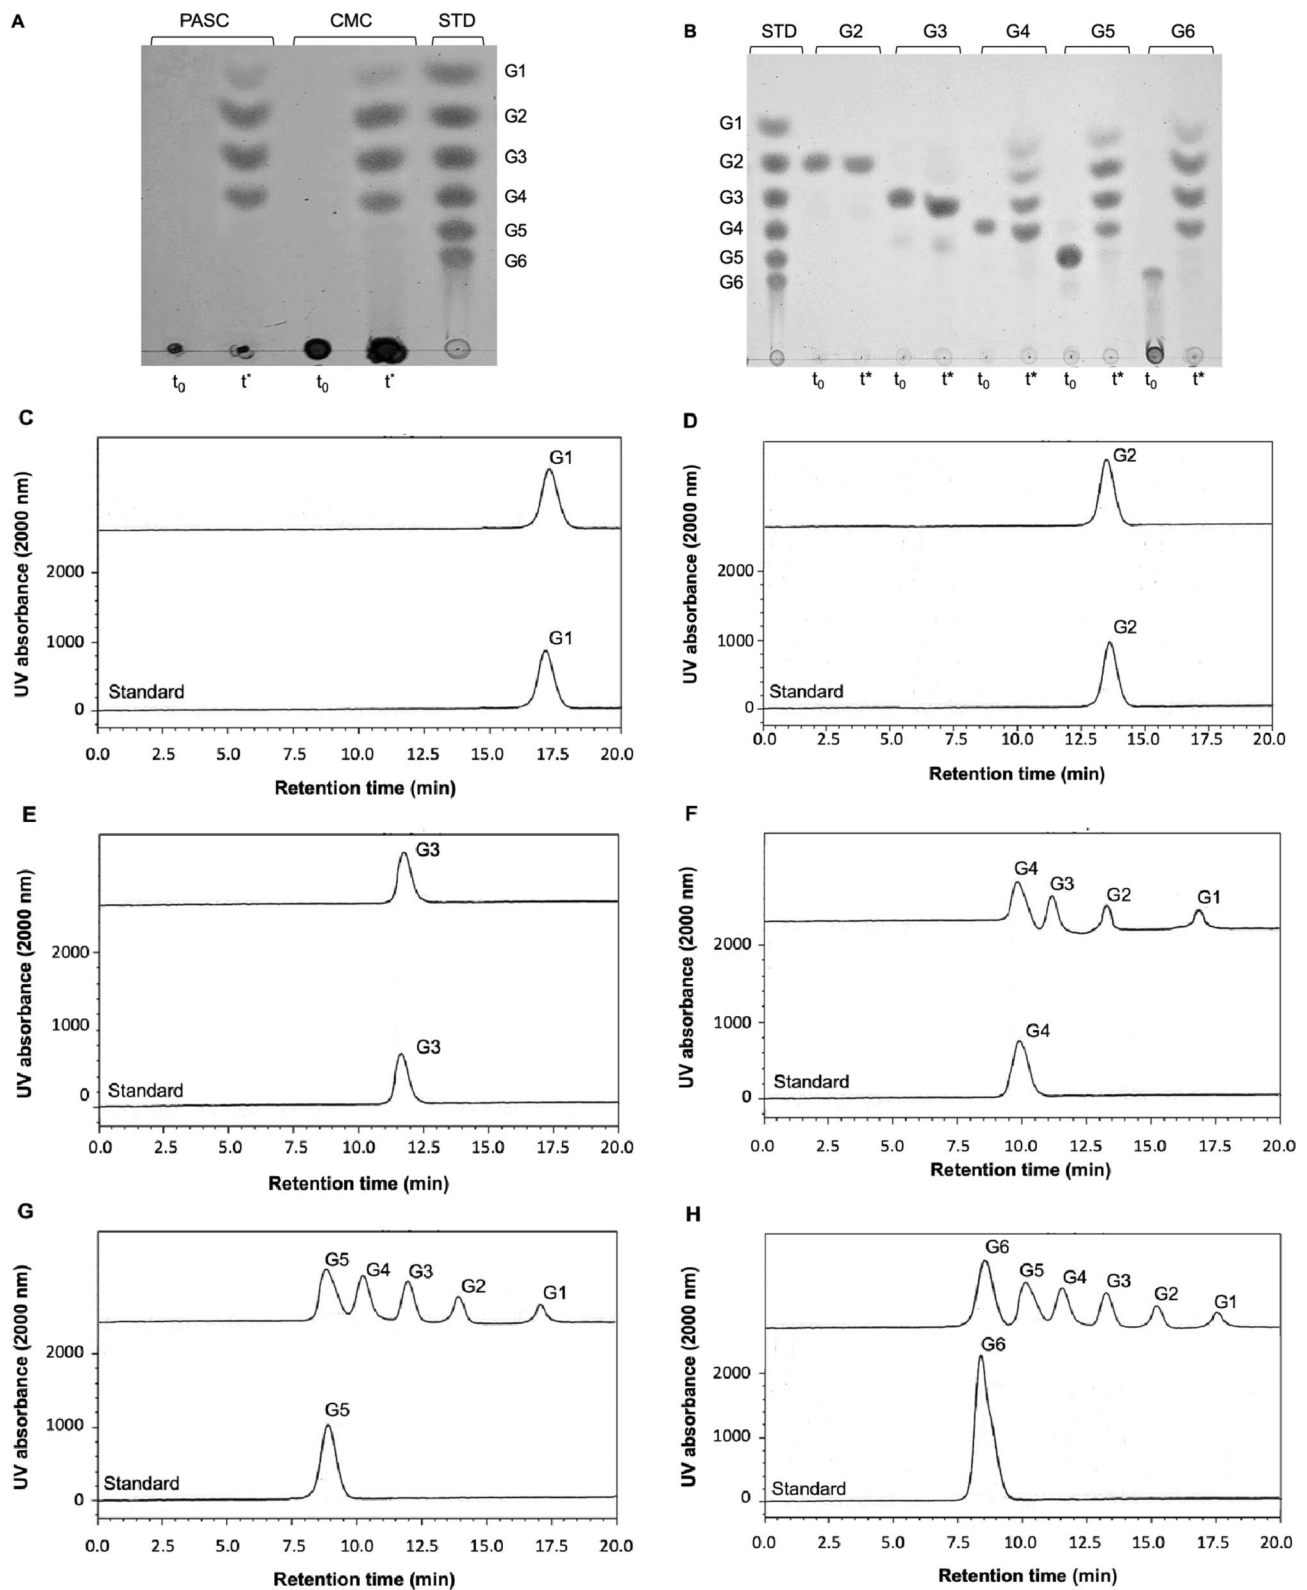 A
PASC CMC STD
G1
G2
G3
G4
G5
G6
t0 t* t0 t*
B
STD G2 G3 G4 G5 G6
G1
G2
G3
G4
G5
G6
t0 t* t0 t* t0 t* t0 t* t0 t*
C
UV absorbance (2000 nm)
G1
2000
1000
G1
Standard
0
0.0 2.5 5.0 7.5 10.0 12.5 15.0 17.5 20.0
Retention time (min)
D
UV absorbance (2000 nm)
G2
2000
1000
G2
Standard
0
0.0 2.5 5.0 7.5 10.0 12.5 15.0 17.5 20.0
Retention time (min)
E
UV absorbance (2000 nm)
G3
2000
1000
G3
Standard
0
0.0 2.5 5.0 7.5 10.0 12.5 15.0 17.5 20.0
Retention time (min)
F
UV absorbance (2000 nm)
G4 G3 G2 G1
2000
1000
G4
Standard
0
0.0 2.5 5.0 7.5 10.0 12.5 15.0 17.5 20.0
Retention time (min)
G
UV absorbance (2000 nm)
G5 G4 G3 G2 G1
2000
1000
G5
Standard
0
0.0 2.5 5.0 7.5 10.0 12.5 15.0 17.5 20.0
Retention time (min)
H
UV absorbance (2000 nm)
G6 G5 G4 G3 G2 G1
G6
2000
1000
Standard
0
0.0 2.5 5.0 7.5 10.0 12.5 15.0 17.5 20.0
Retention time (min)